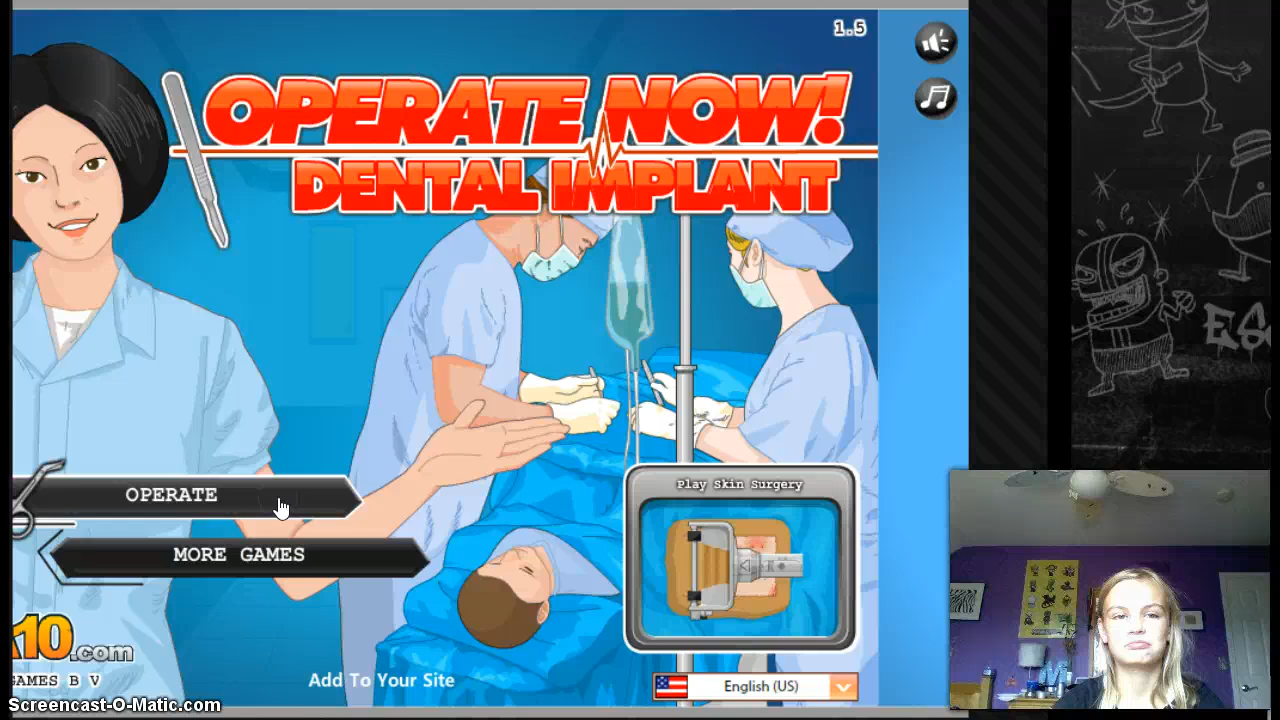 1.5
OPERATE NOW!
DENTAL IMPLANT
OPERATE
MORE GAMES
Play Skin Surgery
10.com
GAMES B V
Add To Your Site
English (US)
Screencast-O-Matic.com